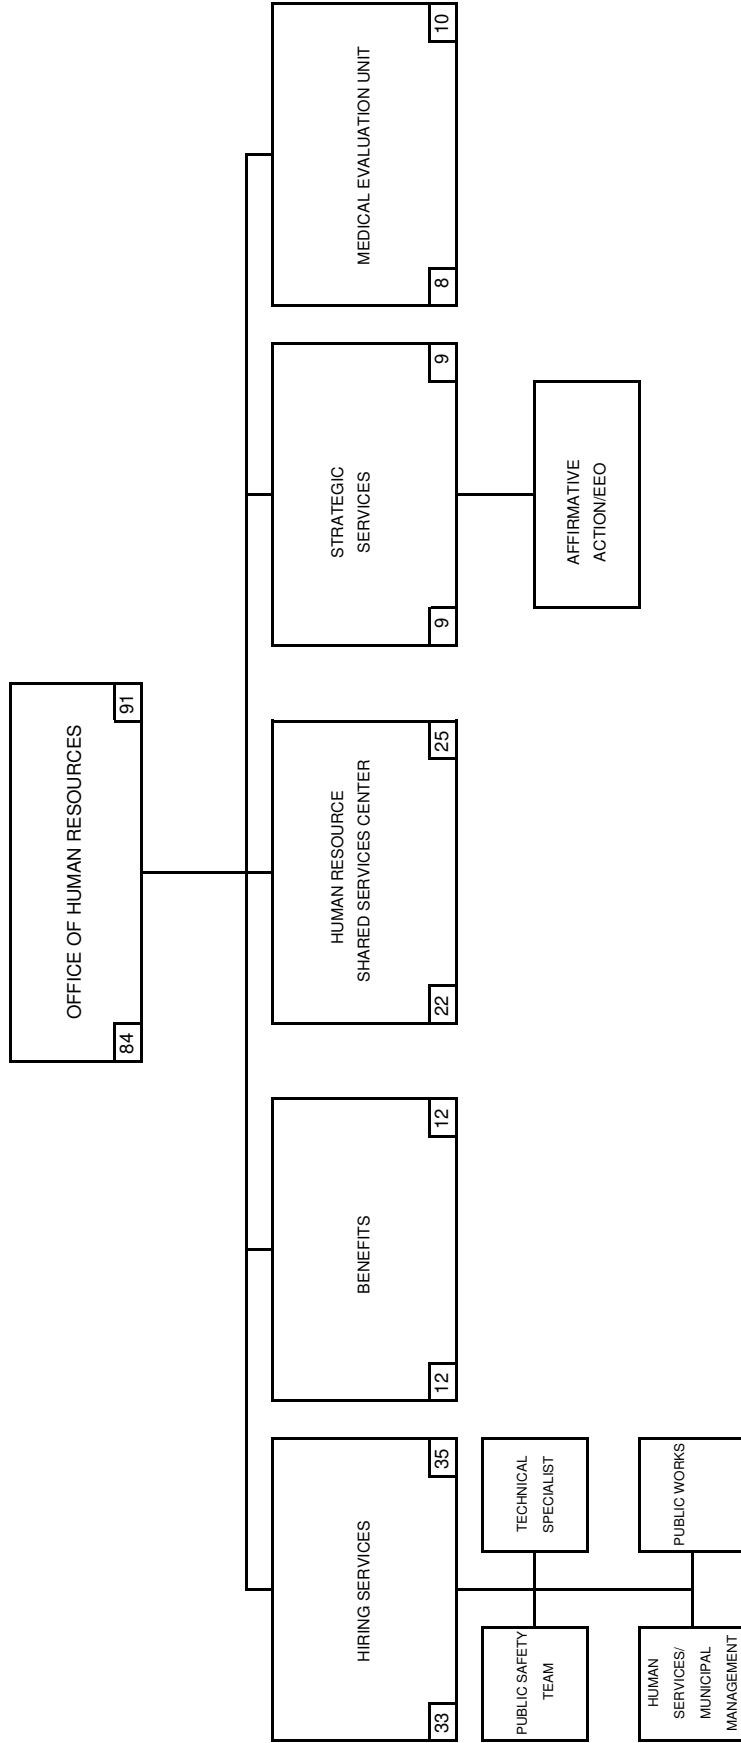 OFFICE OF HUMAN RESOURCES
84
91
HIRING SERVICES
33
35
BENEFITS
12
12
HUMAN RESOURCE
SHARED SERVICES CENTER
22
25
STRATEGIC
SERVICES
9
9
MEDICAL EVALUATION UNIT
8
10
PUBLIC SAFETY
TEAM
TECHNICAL
SPECIALIST
HUMAN
SERVICES/
MUNICIPAL
MANAGEMENT
PUBLIC WORKS
AFFIRMATIVE
ACTION/EEO